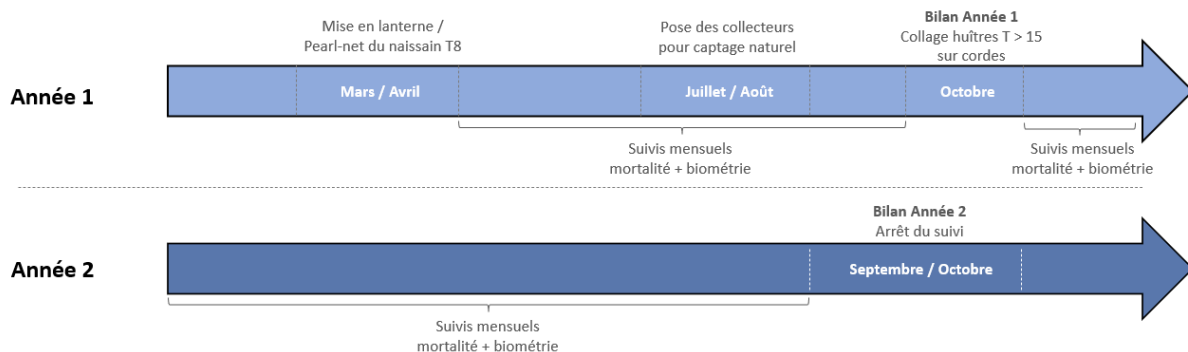 Mise en lanterne /
Pearl-net du naissain T8
Pose des collecteurs
pour captage naturel
Bilan Année 1
Collage huîtres T > 15
sur cordes
Année 1
Mars / Avril
Juillet / Août
Octobre
Suivis mensuels
mortalité + biométrie
Suivis mensuels
mortalité + biométrie
Bilan Année 2
Arrêt du suivi
Année 2
Septembre / Octobre
Suivis mensuels
mortalité + biométrie